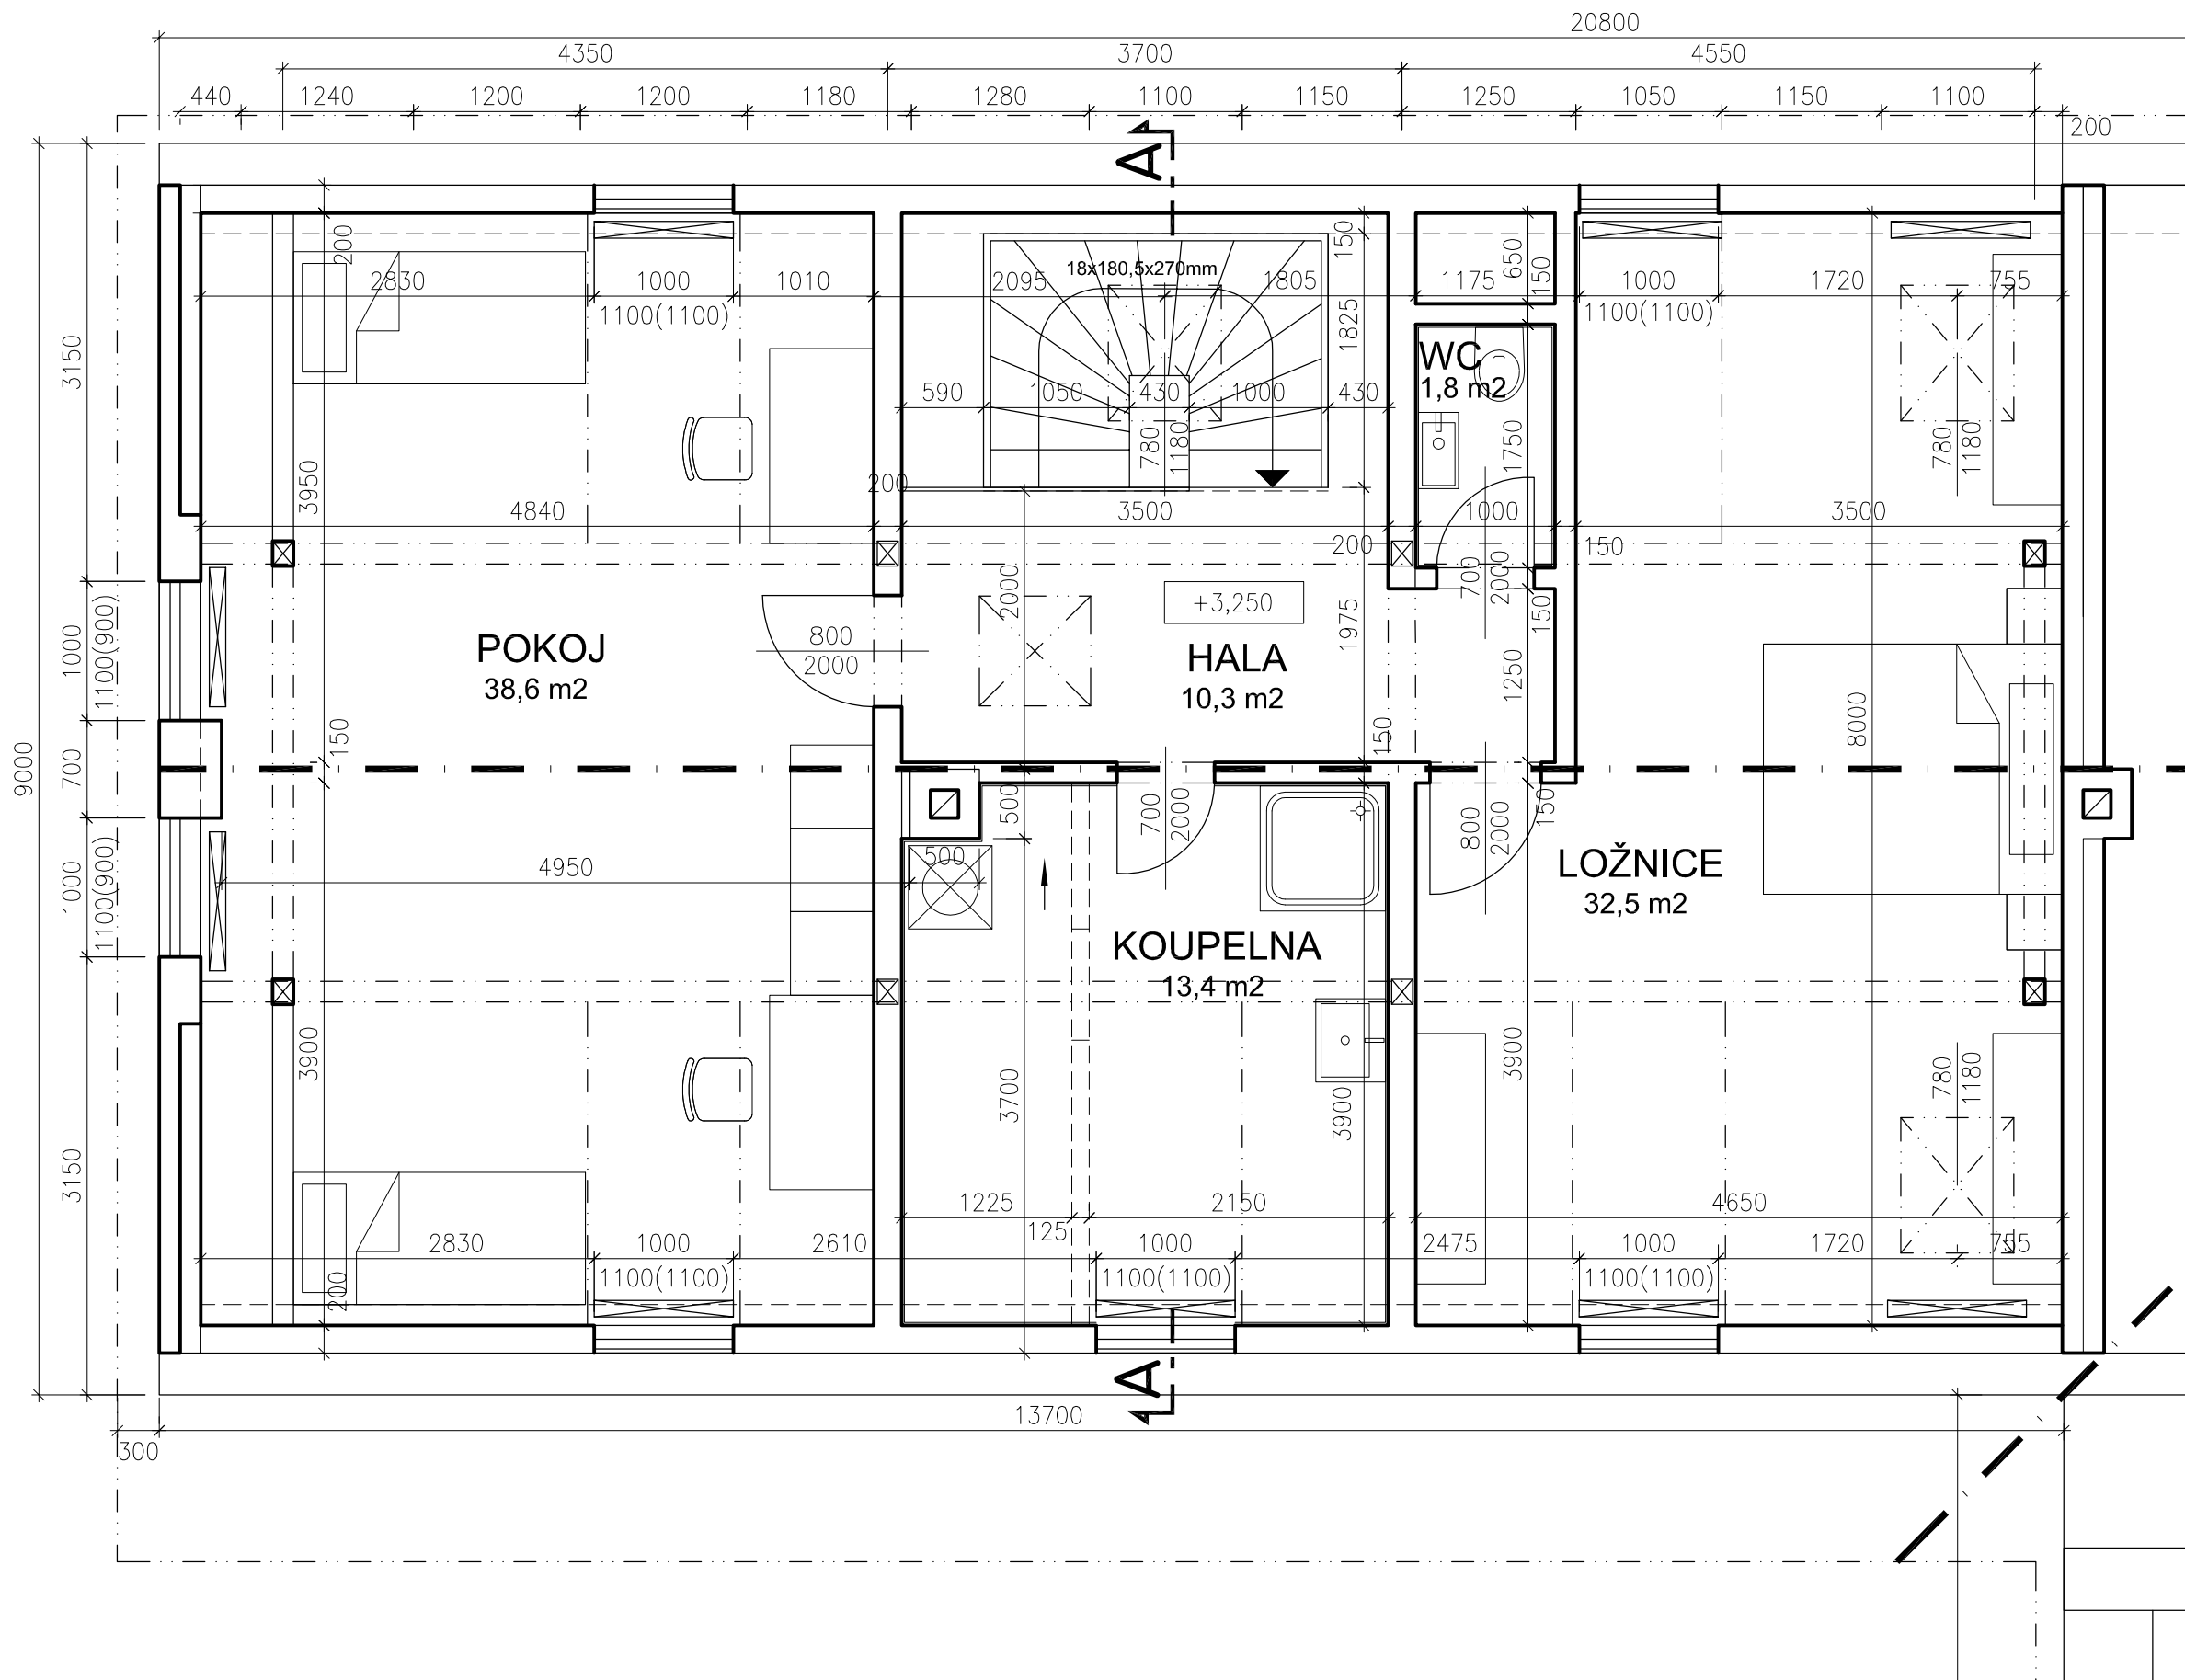 20800
4350 3700 4550
440 1240 1200 1200 1180 1280 1100 1150 1250 1050 1150 1100
200
A
200 150 650
18x180,5x270mm
2830 1000 1010 2095 1805 1175 150 1000 1720 755
1100(1100) 1100(1100)
3150 1825
WC
1,8 m2
590 1050 430 1000 430
780 1180 1750 780 1180
3950 200
4840 3500 1000 3500
200 150
2000 700 2000
+3,250
1000 1100(900) 1975 150
800
2000
POKOJ
38,6 m2
HALA
10,3 m2
1250
8000
150 150
9000 700
500 700 2000 800 2000 150
4950 500
LOŽNICE
32,5 m2
1000 1100(900)
KOUPELNA
13,4 m2
3900 3700 3900 3900 780 1180
3150
1225 2150 4650
125
2830 1000 2610 1000 2475 1000 1720 755
1100(1100) 1100(1100) 1100(1100)
200
A
13700
300